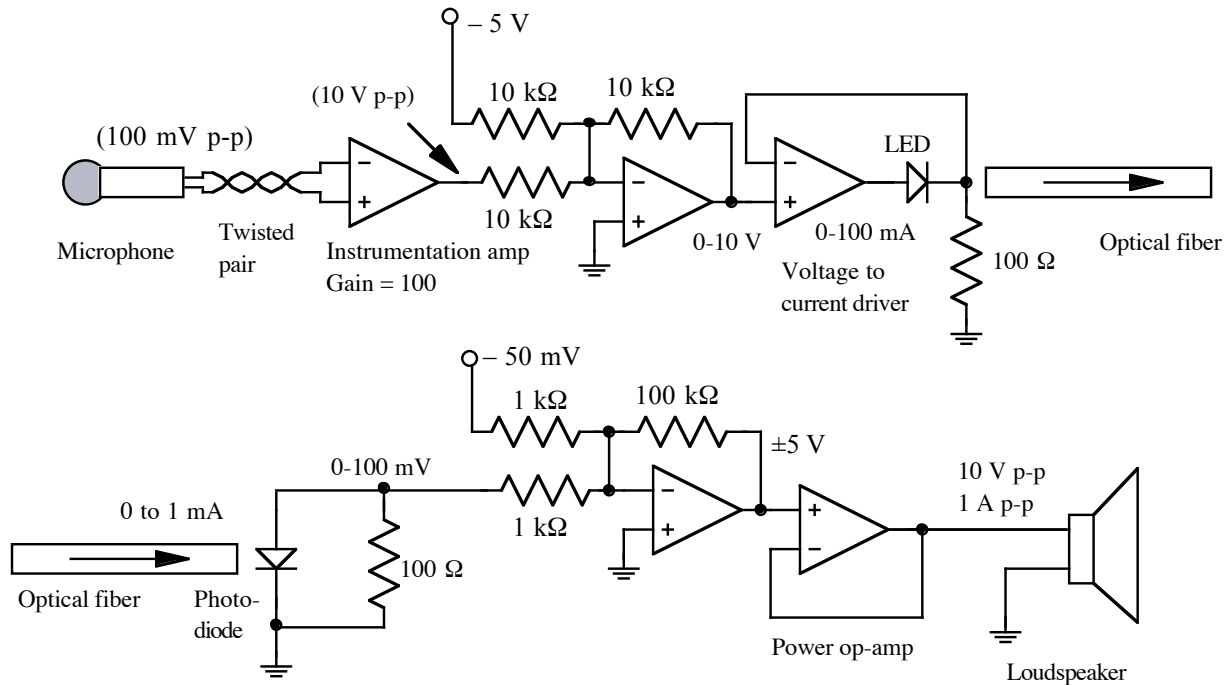 – 5 V
10 kΩ
10 kΩ
(10 V p-p)
(100 mV p-p)
LED
–
+
–
+
–
+
10 kΩ
0-10 V
0-100 mA
100 Ω
Microphone
Twisted
pair
Instrumentation amp
Gain = 100
Voltage to
current driver
Optical fiber
– 50 mV
1 kΩ
100 kΩ
±5 V
0-100 mV
10 V p-p
1 A p-p
0 to 1 mA
1 kΩ
–
+
+
–
100 Ω
Optical fiber
Photo-
diode
Power op-amp
Loudspeaker